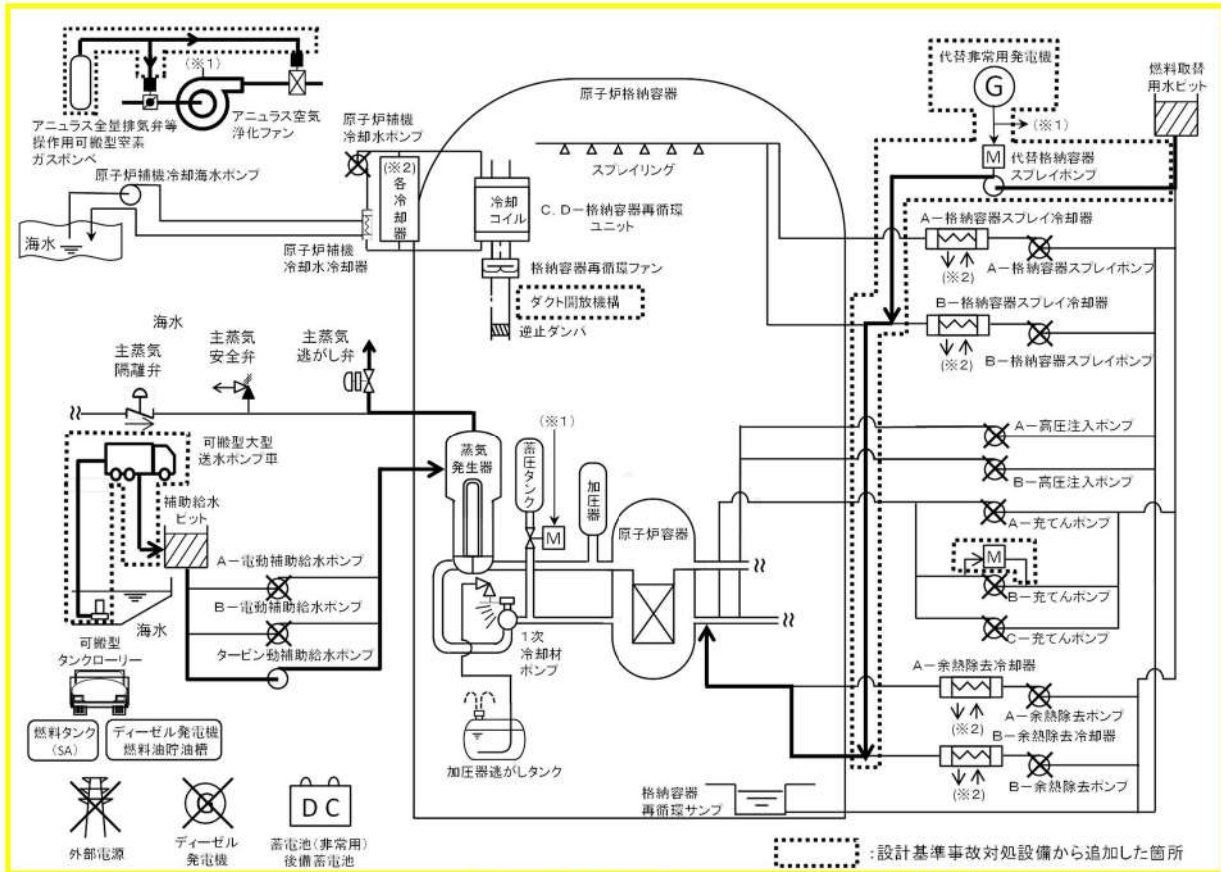 (※1)
アニュラス全量排気弁等
操作用可搬型窒素
ガスボンベ
アニュラス空気
浄化ファン
原子炉補機
冷却水ポンプ
原子炉格納容器
代替非常用発電機
G
(※1)
燃料取替
用水ピット
M
代替格納容器
スプレイポンプ
スプレイリング
原子炉補機冷却海水ポンプ
(※2)
各
冷
却
器
冷却
コイル
C.D－格納容器再循環
ユニット
海水
原子炉補機
冷却水冷却器
格納容器再循環ファン
ダクト開放機構
逆止ダンパ
A－格納容器スプレイ冷却器
(※2)
A－格納容器スプレイポンプ
B－格納容器スプレイ冷却器
(※2)
B－格納容器スプレイポンプ
海水
主蒸気
隔離弁
主蒸気
安全弁
主蒸気
逃がし弁
(※1)
可搬型大型
送水ポンプ車
蒸気
発生器
蓄圧タンク
M
加圧器
原子炉容器
A－高圧注入ポンプ
B－高圧注入ポンプ
A－充てんポンプ
M
B－充てんポンプ
C－充てんポンプ
補助給水
ピット
A－電動補助給水ポンプ
B－電動補助給水ポンプ
タービン動補助給水ポンプ
海水
1次
冷却材
ポンプ
可搬型
タンクローリー
燃料タンク
(SA)
ディーゼル発電機
燃料油貯油槽
加圧器逃がしタンク
A－余熱除去冷却器
(※2)
A－余熱除去ポンプ
B－余熱除去冷却器
(※2)
B－余熱除去ポンプ
格納容器
再循環サンプ
外部電源
G
ディーゼル
発電機
DC
蓄電池(非常用)
後備蓄電池
:設計基準事故対処設備から追加した箇所